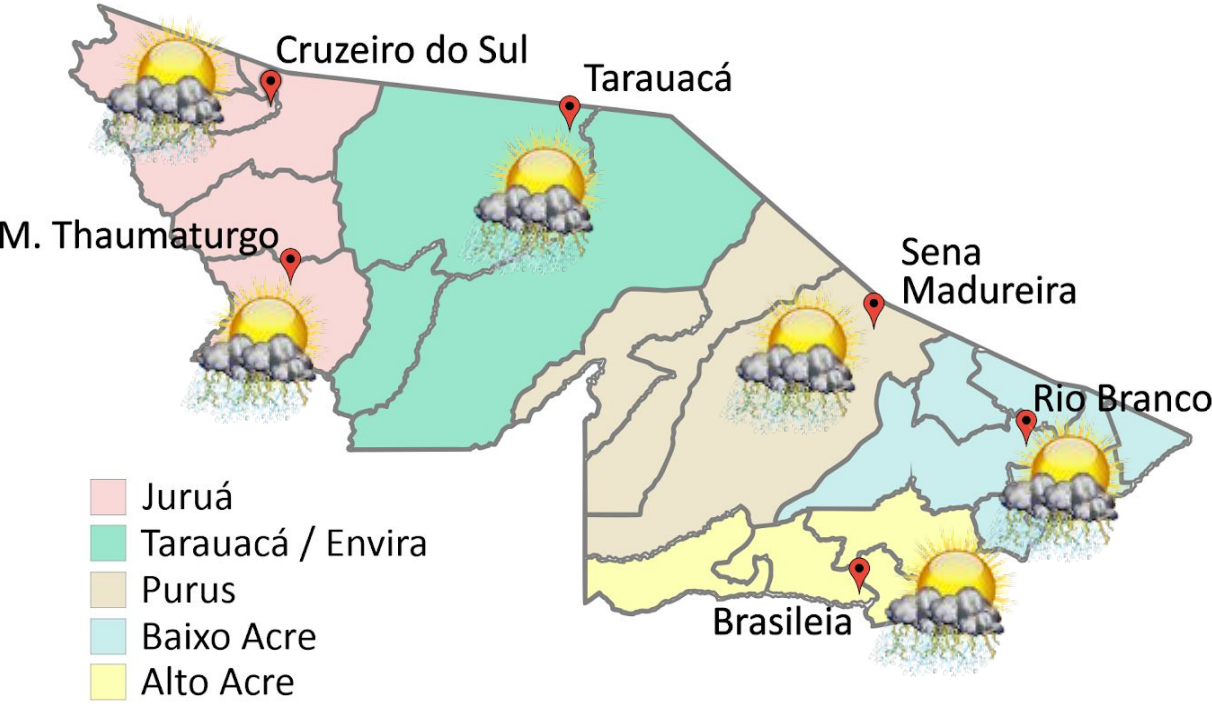 Cruzeiro do Sul
Tarauacá
M. Thaumaturgo
Sena
Madureira
Rio Branco
Brasileia
Juruá
Tarauacá / Envira
Purus
Baixo Acre
Alto Acre